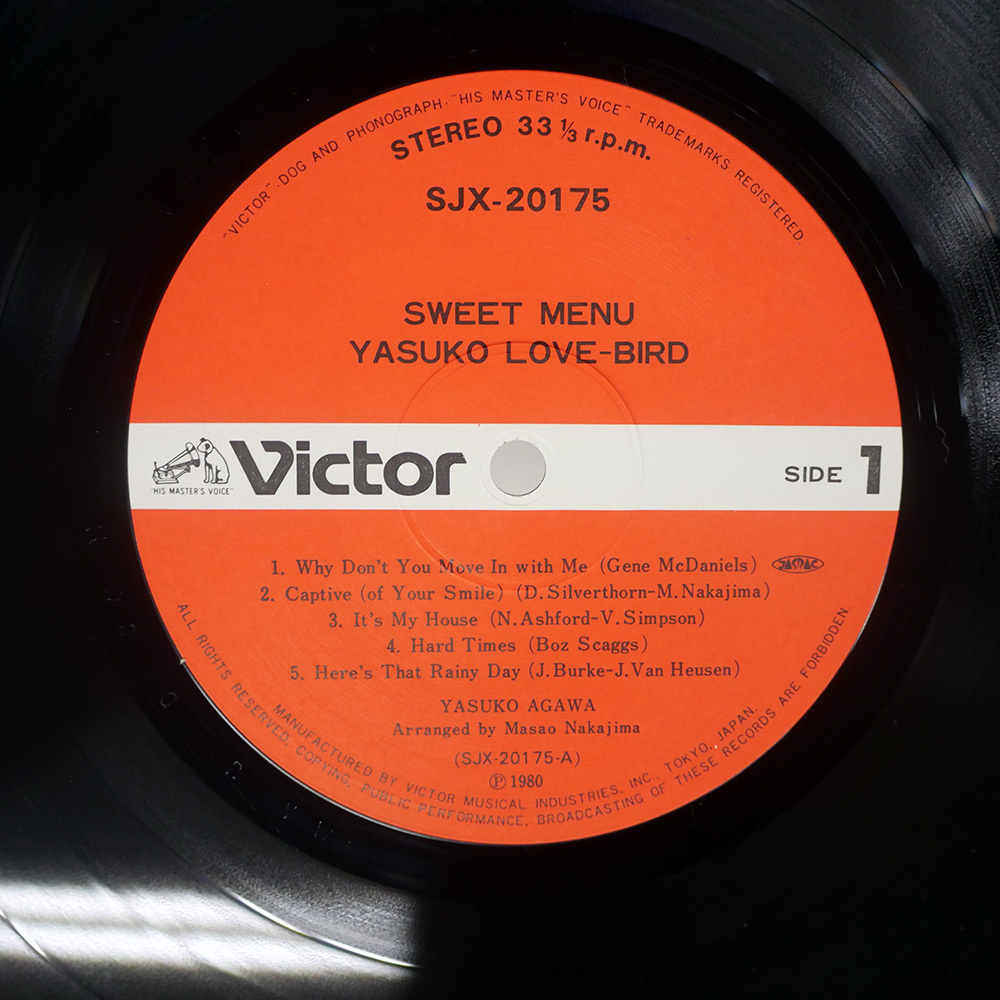 "VICTOR"·DOG AND PHONOGRAPH·"HIS MASTER'S VOICE" TRADEMARKS REGISTERED.
STEREO 33 1/3 r.p.m.
SJX-20175
SWEET MENU
YASUKO LOVE-BIRD
"HIS MASTER'S VOICE"
Victor
SIDE 1
1. Why Don't You Move In with Me (Gene McDaniels) JASRAC
2. Captive (of Your Smile) (D.Silverthorn-M.Nakajima)
3. It's My House (N.Ashford-V.Simpson)
4. Hard Times (Boz Scaggs)
5. Here's That Rainy Day (J.Burke-J.Van Heusen)
YASUKO AGAWA
Arranged by Masao Nakajima
(SJX-20175-A)
Ⓟ 1980
MANUFACTURED BY VICTOR MUSICAL INDUSTRIES, INC., TOKYO, JAPAN.
ALL RIGHTS RESERVED, COPYING, PUBLIC PERFORMANCE, BROADCASTING OF THESE RECORDS ARE FORBIDDEN.